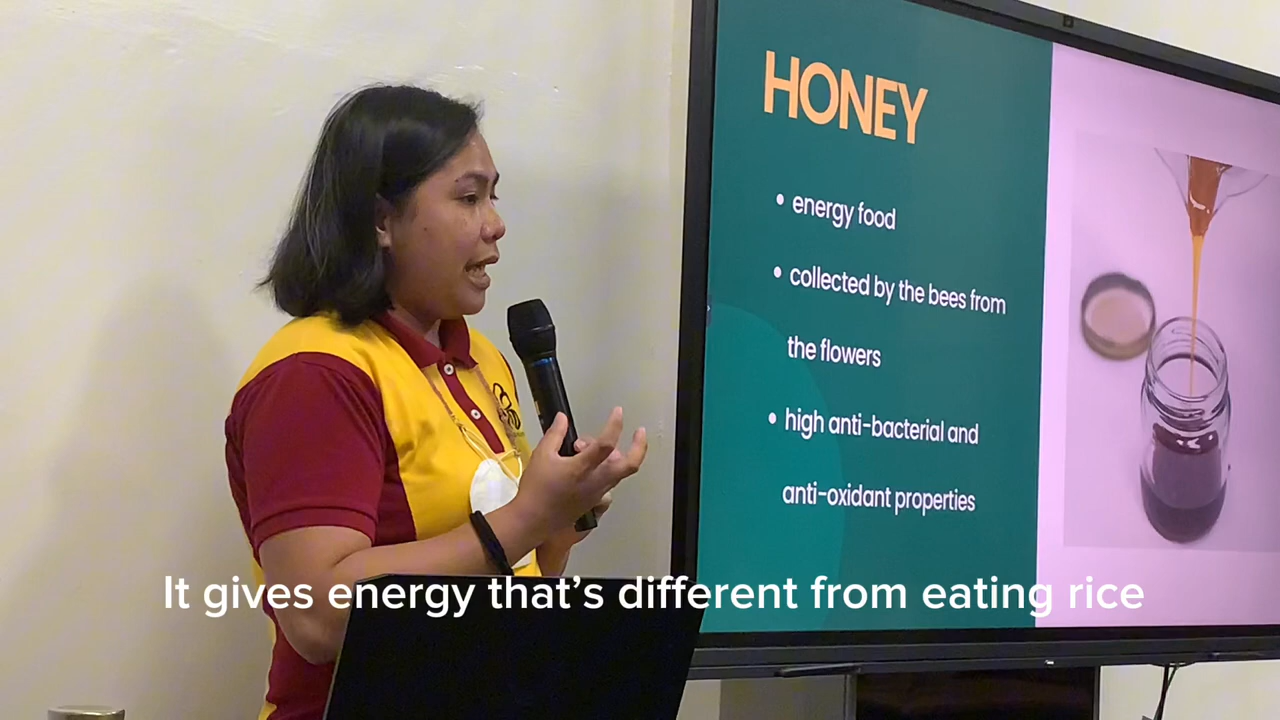 HONEY
• energy food
• collected by the bees from
the flowers
• high anti-bacterial and
anti-oxidant properties
It gives energy that’s different from eating rice